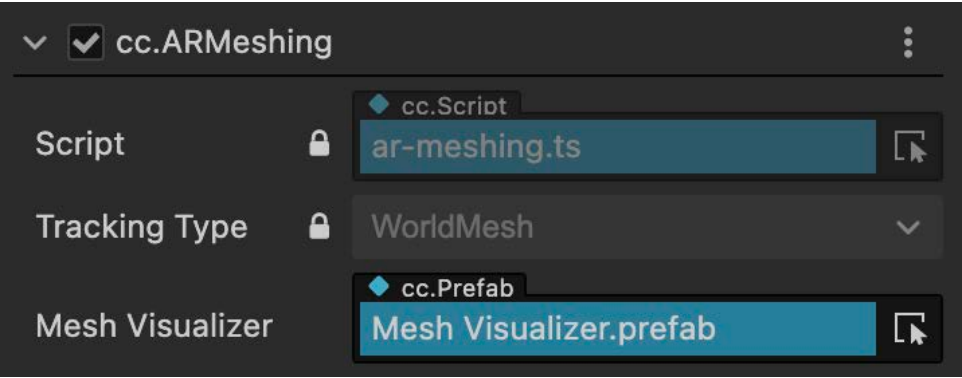 cc.ARMeshing
cc.Script
Script ar-meshing.ts
Tracking Type WorldMesh
cc.Prefab
Mesh Visualizer Mesh Visualizer.prefab